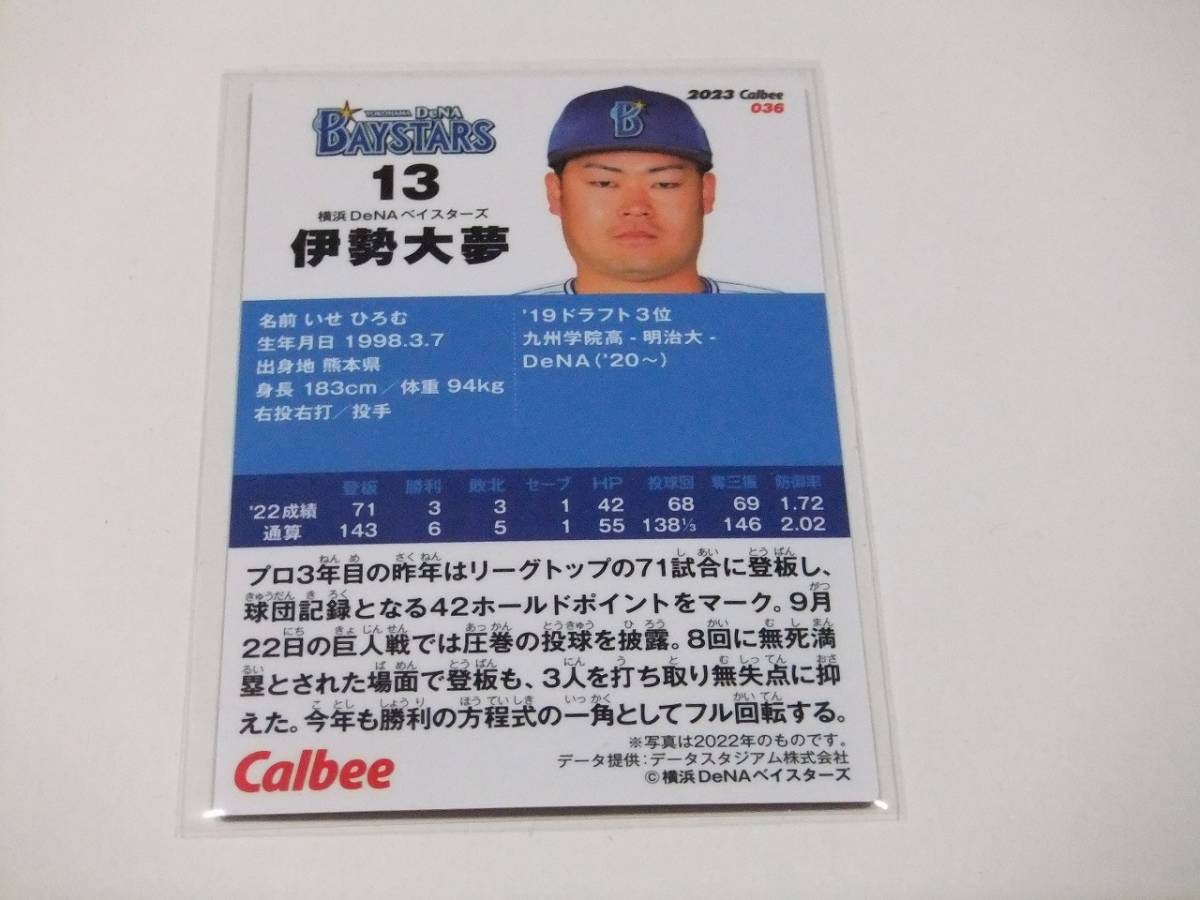 2023 Calbee
036
YOKOHAMA DeNA
BAYSTARS
13
横浜DeNAベイスターズ
伊勢大夢
名前 いせ ひろむ
生年月日 1998.3.7
出身地 熊本県
身長 183cm／体重 94kg
右投右打／投手
'19ドラフト3位
九州学院高 - 明治大 -
DeNA('20～)
登板 勝利 敗北 セーブ HP 投球回 奪三振 防御率
'22成績 71 3 3 1 42 68 69 1.72
通算 143 6 5 1 55 138⅓ 146 2.02
プロ3年目の昨年はリーグトップの71試合に登板し、
球団記録となる42ホールドポイントをマーク。9月
22日の巨人戦では圧巻の投球を披露。8回に無死満
塁とされた場面で登板も、3人を打ち取り無失点に抑
えた。今年も勝利の方程式の一角としてフル回転する。
※写真は2022年のものです。
データ提供：データスタジアム株式会社
©横浜DeNAベイスターズ
Calbee